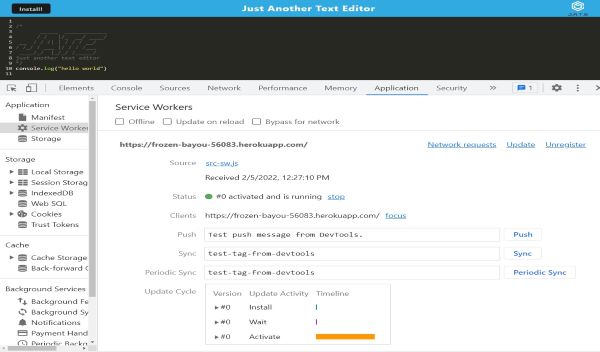 Install!
Just Another Text Editor
JATE
1
2 /*
3
4
5
6
7
8 just another text editor
9 */
10 console.log("hello world")
11
Elements Console Sources Network Performance Memory Application Security 1
Application
Manifest
Service Workers
Storage
Storage
Local Storage
Session Storag
IndexedDB
Web SQL
Cookies
Trust Tokens
Cache
Cache Storage
Back-forward C
Background Services
Background Fe
Background Sy
Notifications
Payment Hand
Periodic Backg
Service Workers
Offline Update on reload Bypass for network
https://frozen-bayou-56083.herokuapp.com/ Network requests Update Unregister
Source src-sw.js
Received 2/5/2022, 12:27:10 PM
Status #0 activated and is running stop
Clients https://frozen-bayou-56083.herokuapp.com/ focus
Push Test push message from DevTools. Push
Sync test-tag-from-devtools Sync
Periodic Sync test-tag-from-devtools Periodic Sync
Update Cycle
Version Update Activity Timeline
#0 Install
#0 Wait
#0 Activate